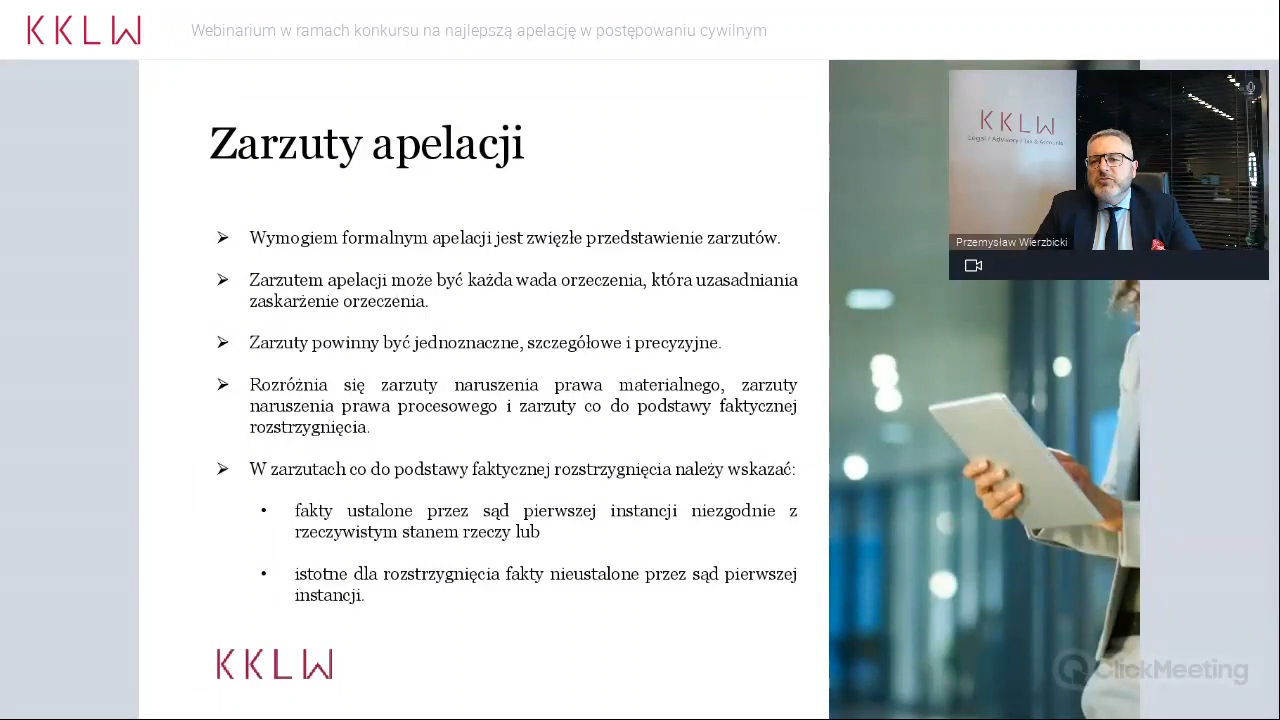 KKLW
Webinarium w ramach konkursu na najlepszą apelację w postępowaniu cywilnym
Zarzuty apelacji
➢ Wymogiem formalnym apelacji jest zwięzłe przedstawienie zarzutów.
➢ Zarzutem apelacji może być każda wada orzeczenia, która uzasadniania
zaskarżenie orzeczenia.
➢ Zarzuty powinny być jednoznaczne, szczegółowe i precyzyjne.
➢ Rozróżnia się zarzuty naruszenia prawa materialnego, zarzuty
naruszenia prawa procesowego i zarzuty co do podstawy faktycznej
rozstrzygnięcia.
➢ W zarzutach co do podstawy faktycznej rozstrzygnięcia należy wskazać:
• fakty ustalone przez sąd pierwszej instancji niezgodnie z
rzeczywistym stanem rzeczy lub
• istotne dla rozstrzygnięcia fakty nieustalone przez sąd pierwszej
instancji.
KKLW
KKLW
Legal / Advisory / Tax & Accounts
Przemysław Wierzbicki
ClickMeeting